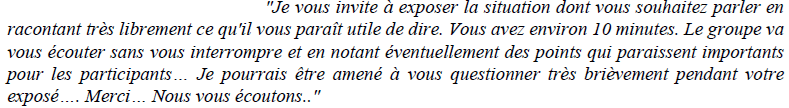 "Je vous invite à exposer la situation dont vous souhaitez parler en
racontant très librement ce qu'il vous paraît utile de dire. Vous avez environ 10 minutes. Le groupe va
vous écouter sans vous interrompre et en notant éventuellement des points qui paraissent importants
pour les participants… Je pourrais être amené à vous questionner très brièvement pendant votre
exposé…. Merci… Nous vous écoutons.."